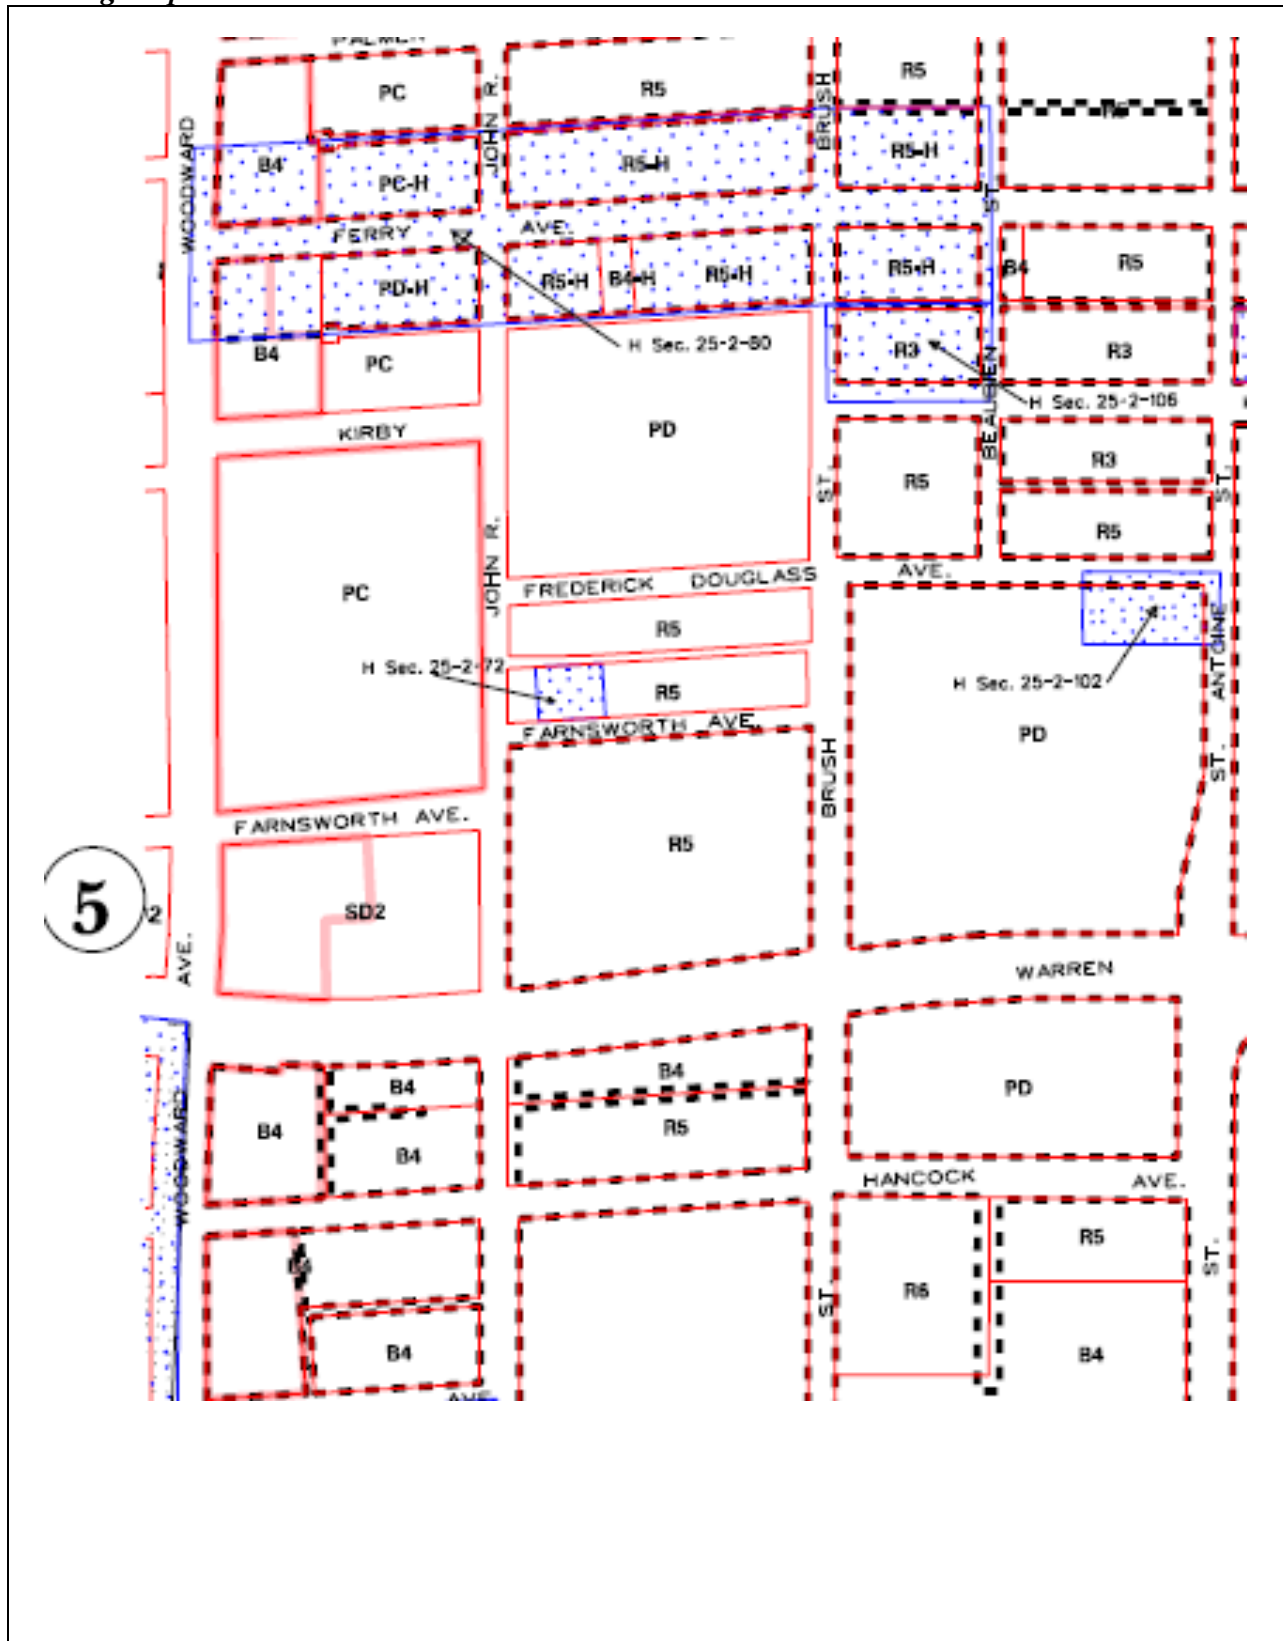 PALMER
PC
JOHN R.
R5
BRUSH
R5
WOODWARD
B4
PC-H
R5-H
R5-H
ST
FERRY
AVE.
PD-H
R5-H
B4-H
R5-H
R5-H
B4
R5
B4
PC
H Sec. 25-2-80
R3
R3
BEAUBIEN
H Sec. 25-2-106
KIRBY
PD
R3
ST.
R5
ST.
R5
PC
JOHN R.
FREDERICK DOUGLASS
AVE.
R5
ANTOINE
H Sec. 25-2-72
R5
H Sec. 25-2-102
FARNSWORTH AVE.
PD
ST.
BRUSH
FARNSWORTH AVE.
R5
5
SD2
AVE.
WARREN
B4
B4
B4
B4
R5
PD
WOODWARD
HANCOCK
AVE.
B4
R6
R5
ST.
ST.
B4
B4
AVE